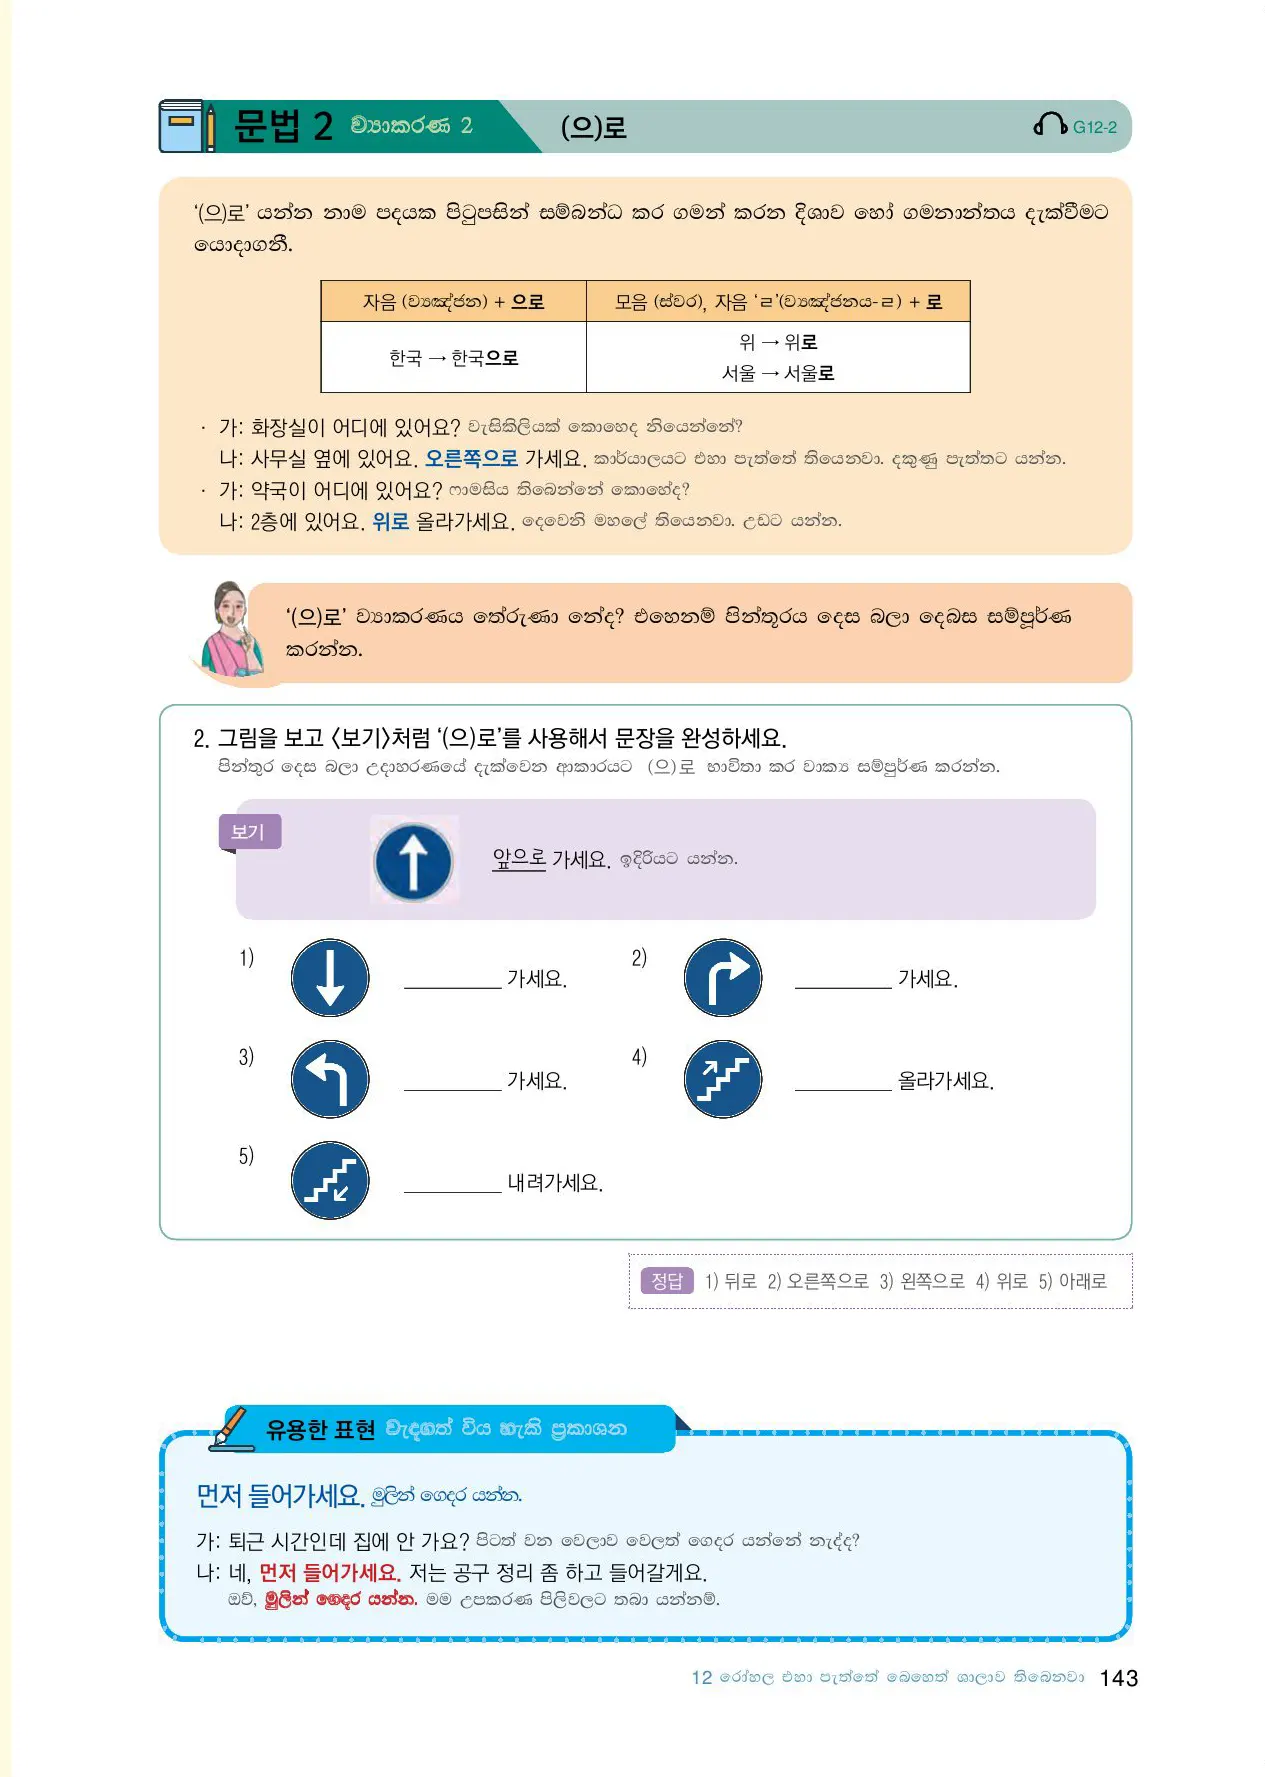 문법 2 ව්‍යාකරණ 2 (으)로 G12-2
‘(으)로’ යන්න නාම පදයක පිටුපසින් සම්බන්ධ කර ගමන් කරන දිශාව හෝ ගමනාන්තය දැක්වීමට
යොදාගනී.
자음 (ව්‍යඤ්ජන) + 으로 모음 (ස්වර), 자음 ‘ㄹ’(ව්‍යඤ්ජනය-ㄹ) + 로
한국 → 한국으로 위 → 위로
서울 → 서울로
· 가: 화장실이 어디에 있어요? වැසිකිලියක් කොහෙද තියෙන්නේ?
나: 사무실 옆에 있어요. 오른쪽으로 가세요. කාර්යාලයට එහා පැත්තේ තියෙනවා. දකුණු පැත්තට යන්න.
· 가: 약국이 어디에 있어요? ෆාමසිය තිබෙන්නේ කොහේද?
나: 2층에 있어요. 위로 올라가세요. දෙවෙනි මහලේ තියෙනවා. උඩට යන්න.
‘(으)로’ ව්‍යාකරණය තේරුණා නේද? එහෙනම් පින්තූරය දෙස බලා දෙබස සම්පූර්ණ
කරන්න.
2. 그림을 보고 〈보기〉처럼 ‘(으)로’를 사용해서 문장을 완성하세요.
පින්තූර දෙස බලා උදාහරණයේ දැක්වෙන ආකාරයට (으)로 භාවිතා කර වාක්‍ය සම්පුර්ණ කරන්න.
보기
앞으로 가세요. ඉදිරියට යන්න.
1) __________ 가세요. 2) __________ 가세요.
3) __________ 가세요. 4) __________ 올라가세요.
5) __________ 내려가세요.
정답 1) 뒤로 2) 오른쪽으로 3) 왼쪽으로 4) 위로 5) 아래로
유용한 표현 වැදගත් විය හැකි ප්‍රකාශන
먼저 들어가세요. මුලින් ගෙදර යන්න.
가: 퇴근 시간인데 집에 안 가요? පිටත් වන වෙලාව වෙලත් ගෙදර යන්නේ නැද්ද?
나: 네, 먼저 들어가세요. 저는 공구 정리 좀 하고 들어갈게요.
ඔව්, මුලින් ගෙදර යන්න. මම උපකරණ පිලිවලට තබා යන්නම්.
12 රෝහල එහා පැත්තේ බෙහෙත් ශාලාව තිබෙනවා 143